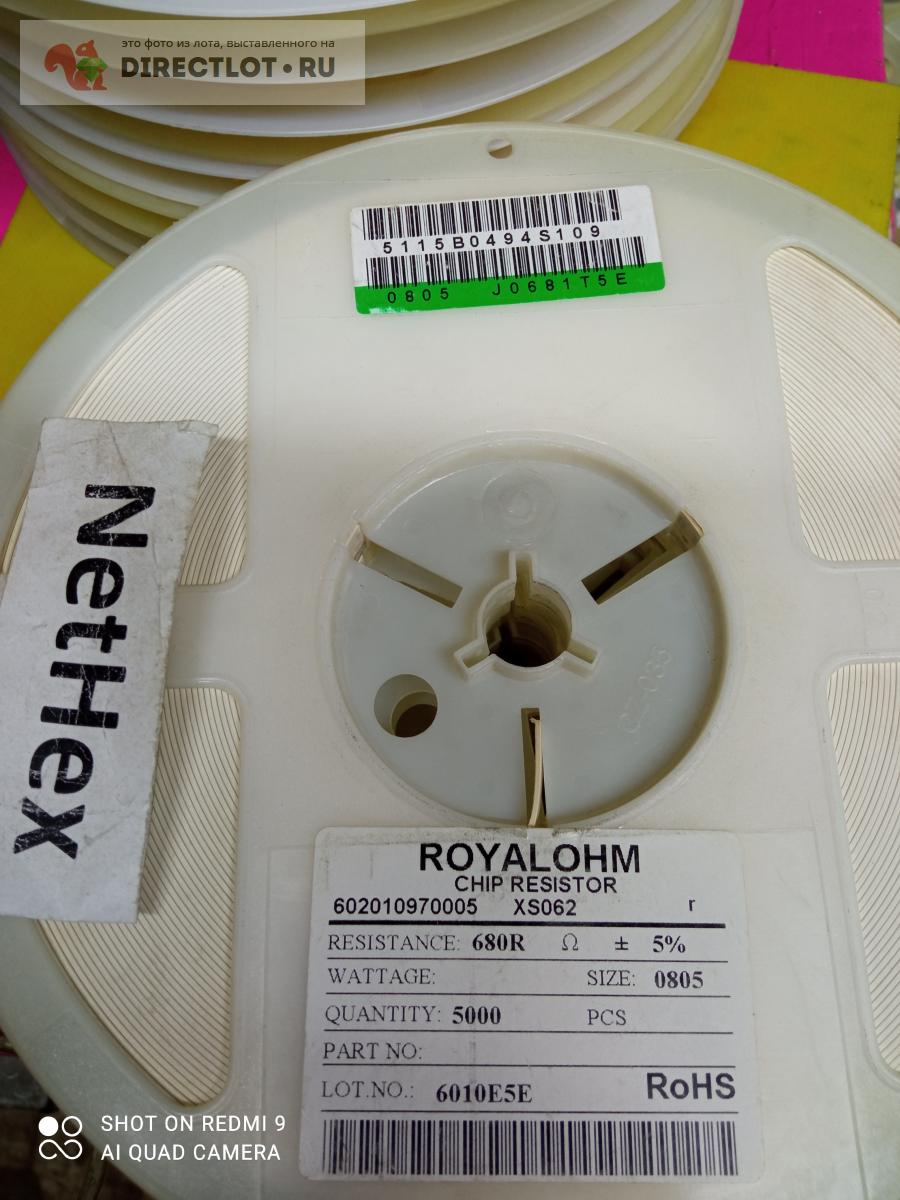 это фото из лота, выставленного на
DIRECTLOT•RU
5115B0494S109
0805 J0681T5E
NetHex
CZ-033
ROYALOHM
CHIP RESISTOR
602010970005 XS062 r
RESISTANCE: 680R Ω ± 5%
WATTAGE: SIZE: 0805
QUANTITY: 5000 PCS
PART NO:
LOT.NO.: 6010E5E RoHS
SHOT ON REDMI 9
AI QUAD CAMERA